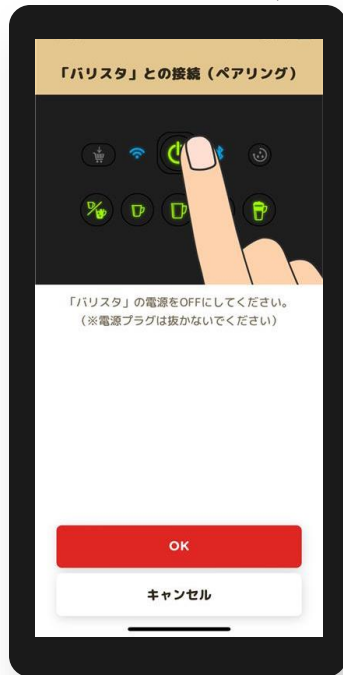 「バリスタ」との接続（ペアリング）
「バリスタ」の電源をOFFにしてください。
（※電源プラグは抜かないでください）
OK
キャンセル